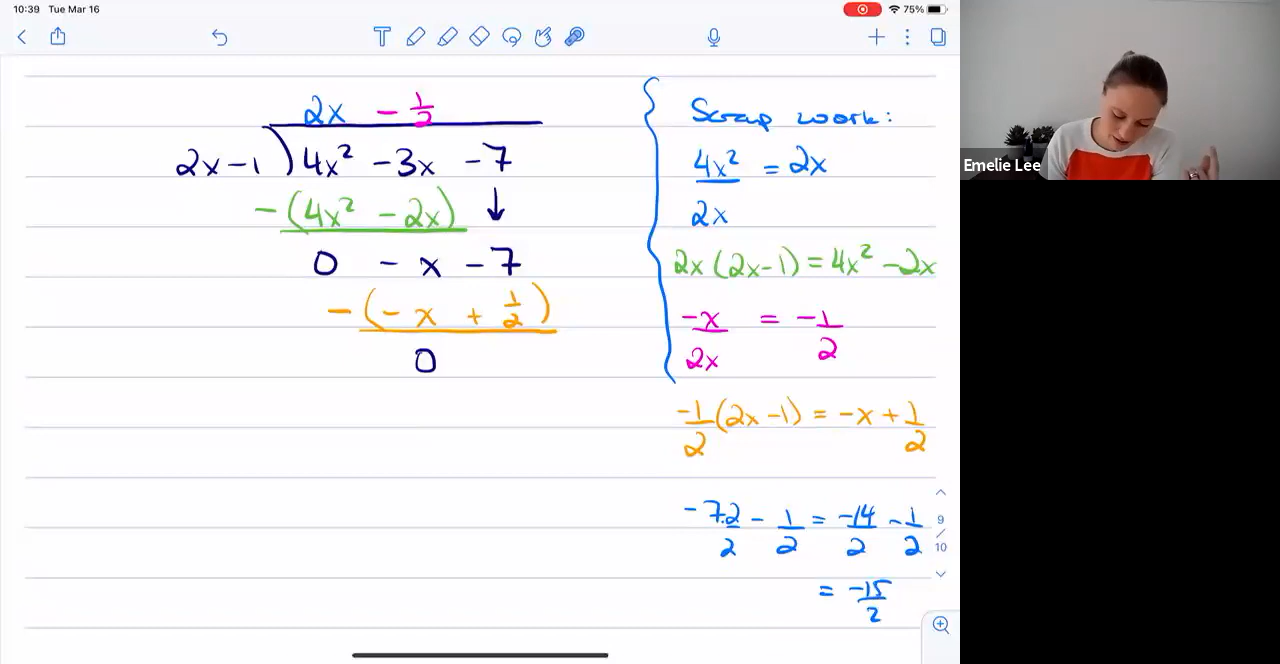 10:39 Tue Mar 16
75%
2x - 1/2
2x-1 ) 4x² -3x -7
-(4x² -2x) ↓
0 - x -7
-(-x + 1/2)
0
Scrap work:
4x²/2x = 2x
2x(2x-1) = 4x² -2x
-x/2x = -1/2
-1/2(2x-1) = -x + 1/2
-7·2/2 - 1/2 = -14/2 - 1/2
= -15/2
9/10
Emelie Lee